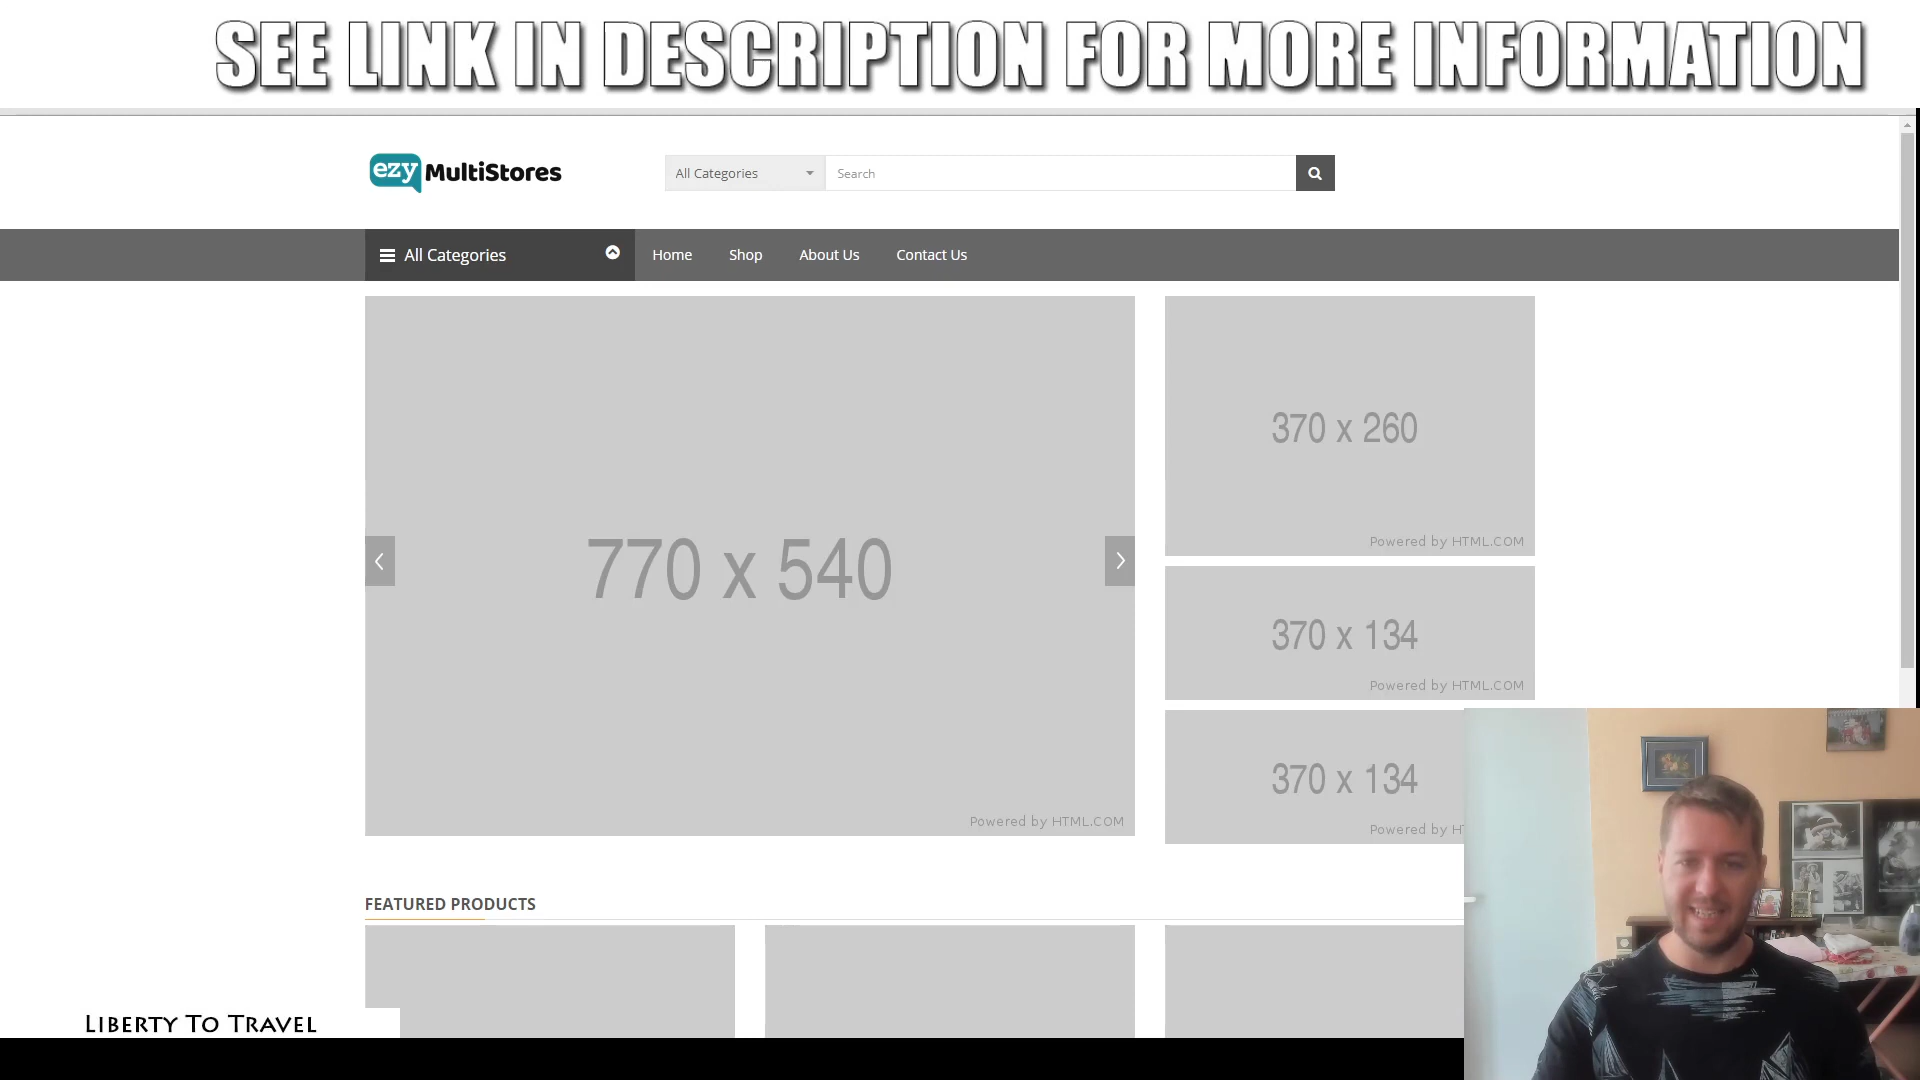 SEE LINK IN DESCRIPTION FOR MORE INFORMATION
ezy MultiStores
All Categories
Search
All Categories
Home
Shop
About Us
Contact Us
770 x 540
Powered by HTML.COM
370 x 260
Powered by HTML.COM
370 x 134
Powered by HTML.COM
370 x 134
Powered by H
FEATURED PRODUCTS
LIBERTY TO TRAVEL